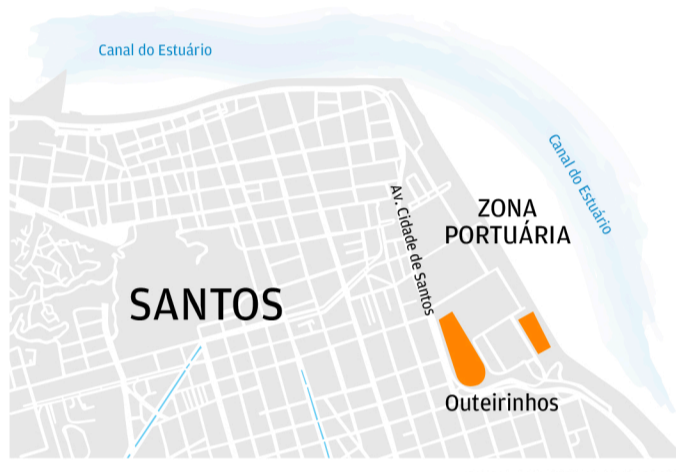 Canal do Estuário
Canal do Estuário
ZONA
PORTUÁRIA
Av. Cidade de Santos
SANTOS
Outeirinhos